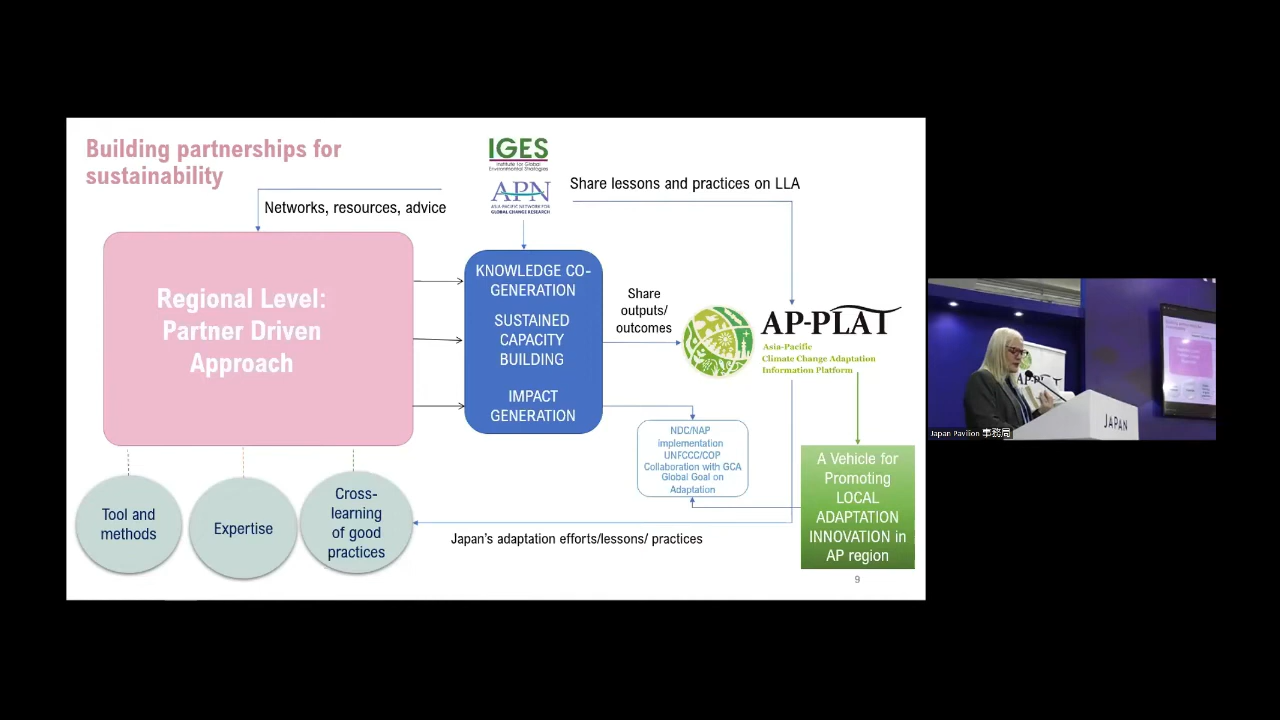 Building partnerships for
sustainability
IGES
Institute for Global
Environmental Strategies
APN
ASIA-PACIFIC NETWORK FOR
GLOBAL CHANGE RESEARCH
Share lessons and practices on LLA
Networks, resources, advice
Regional Level:
Partner Driven
Approach
KNOWLEDGE CO-
GENERATION
SUSTAINED
CAPACITY
BUILDING
IMPACT
GENERATION
Share
outputs/
outcomes
AP-PLAT
Asia-Pacific
Climate Change Adaptation
Information Platform
NDC/NAP
implementation
UNFCCC/COP
Collaboration with GCA
Global Goal on
Adaptation
A Vehicle for
Promoting
LOCAL
ADAPTATION
INNOVATION in
AP region
Tool and
methods
Expertise
Cross-
learning
of good
practices
Japan's adaptation efforts/lessons/ practices
9
JAPAN
Japan Pavilion 事務局